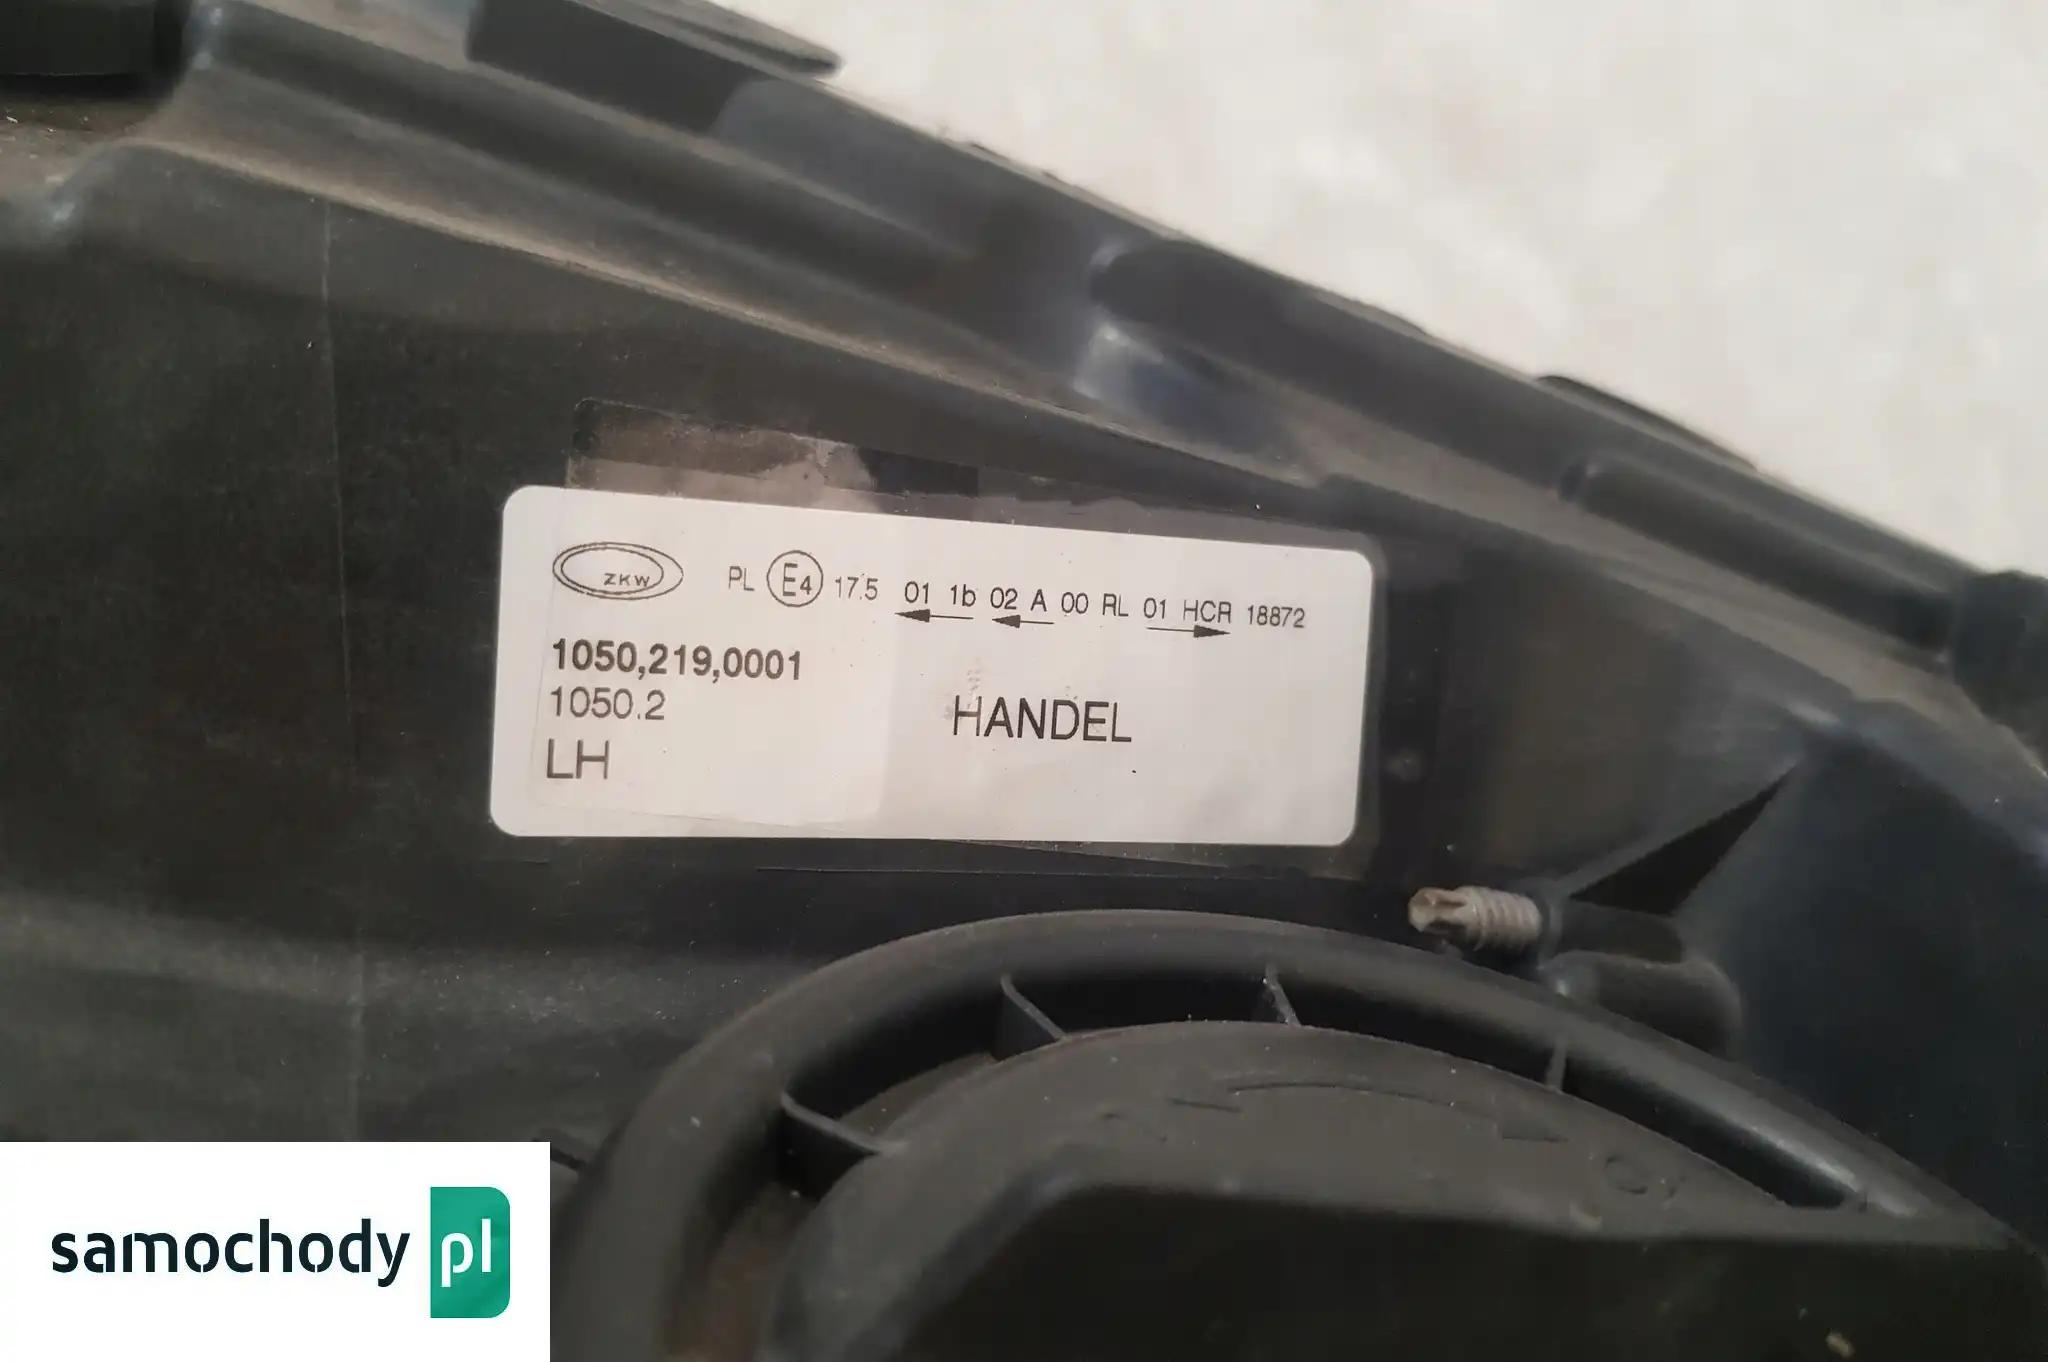 ZKW PL E4 17.5 01 1b 02 A 00 RL 01 HCR 18872
1050,219,0001
1050.2
HANDEL
LH
samochody pl